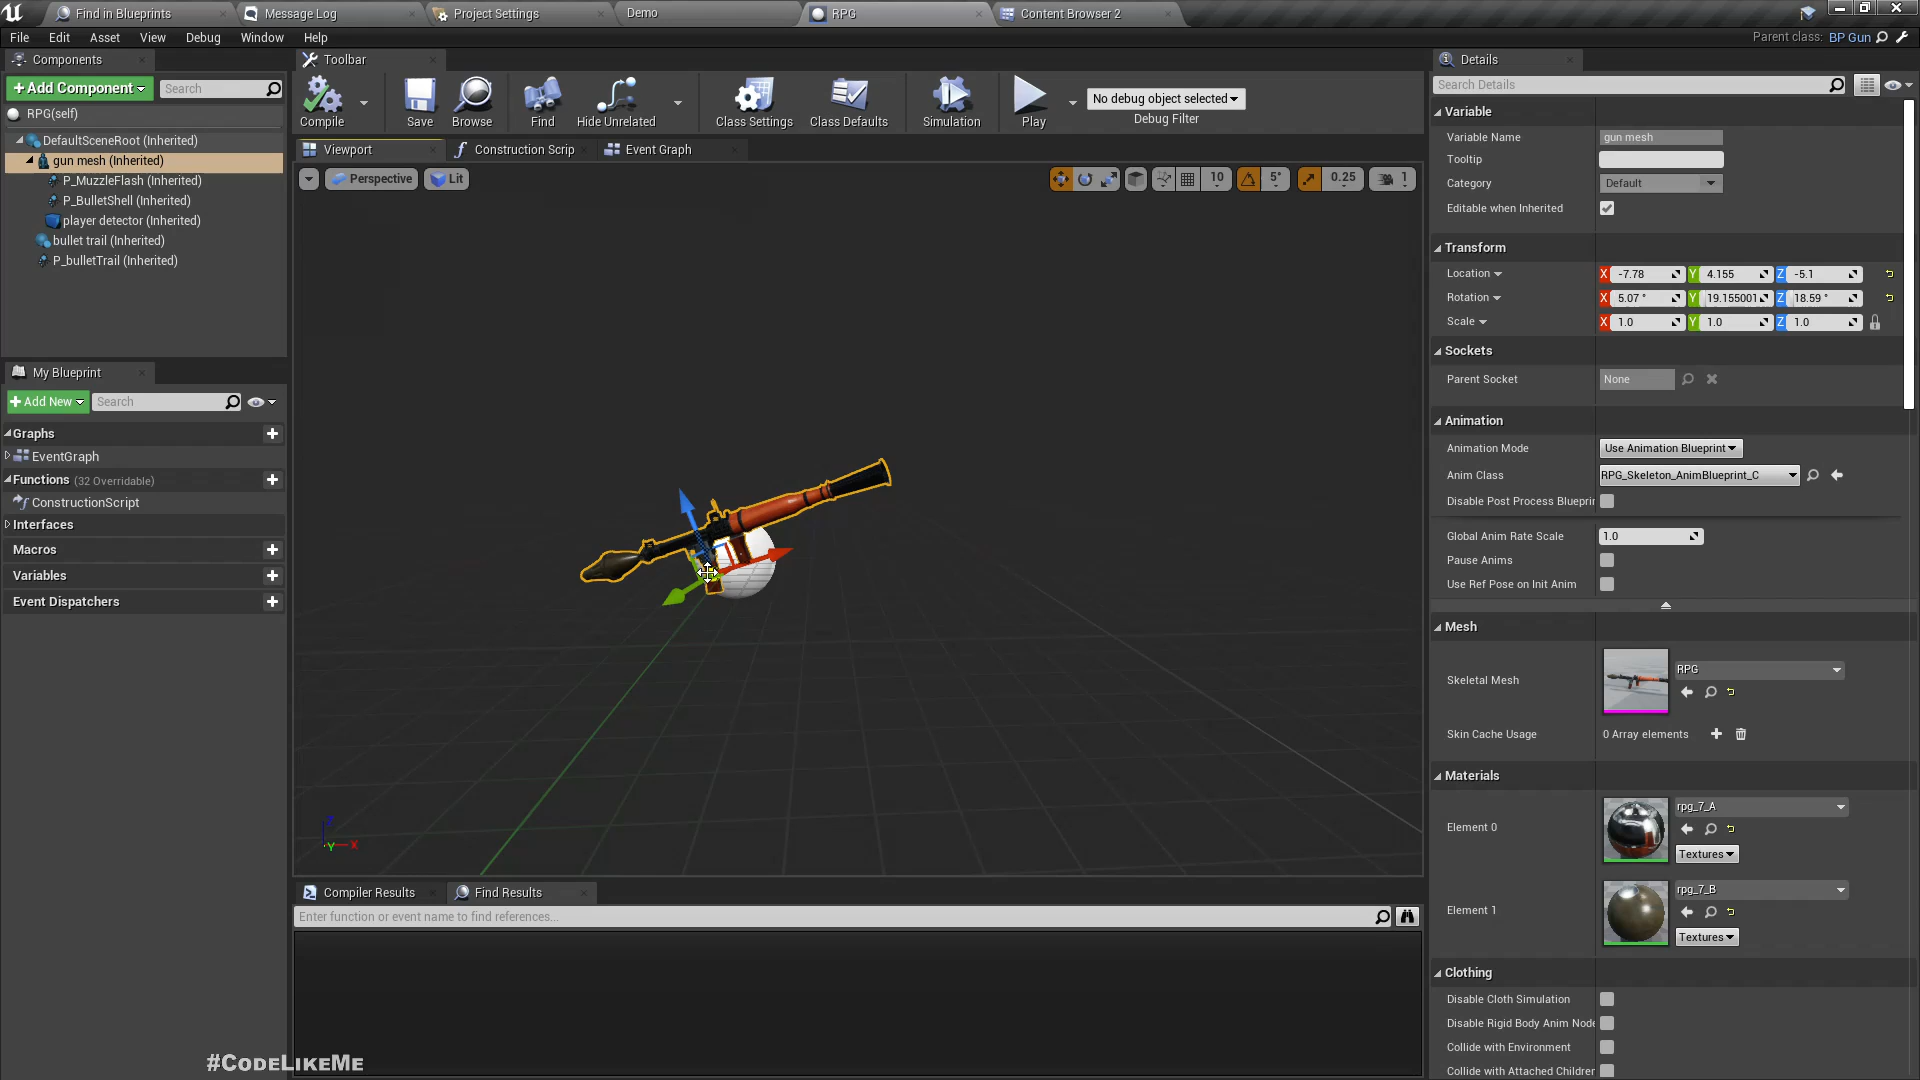 Find in Blueprints
Message Log
Project Settings
Demo
RPG
Content Browser 2
File
Edit
Asset
View
Debug
Window
Help
Parent class: BP Gun
Components
Toolbar
Details
+Add Component
Search
RPG(self)
DefaultSceneRoot (Inherited)
gun mesh (Inherited)
P_MuzzleFlash (Inherited)
P_BulletShell (Inherited)
player detector (Inherited)
bullet trail (Inherited)
P_bulletTrail (Inherited)
Compile
Save
Browse
Find
Hide Unrelated
Class Settings
Class Defaults
Simulation
Play
No debug object selected
Debug Filter
Viewport
Construction Scrip
Event Graph
Perspective
Lit
10
5°
0.25
1
My Blueprint
+Add New
Search
Graphs
EventGraph
Functions (32 Overridable)
ConstructionScript
Interfaces
Macros
Variables
Event Dispatchers
Z
Y
X
Compiler Results
Find Results
Enter function or event name to find references...
Search Details
Variable
Variable Name
gun mesh
Tooltip
Category
Default
Editable when Inherited
Transform
Location
X -7.78 Y 4.155 Z -5.1
Rotation
X 5.07 ° Y 19.155001 Z 18.59 °
Scale
X 1.0 Y 1.0 Z 1.0
Sockets
Parent Socket
None
Animation
Animation Mode
Use Animation Blueprint
Anim Class
RPG_Skeleton_AnimBlueprint_C
Disable Post Process Blueprir
Global Anim Rate Scale
1.0
Pause Anims
Use Ref Pose on Init Anim
Mesh
Skeletal Mesh
RPG
Skin Cache Usage
0 Array elements
Materials
Element 0
rpg_7_A
Textures
Element 1
rpg_7_B
Textures
Clothing
Disable Cloth Simulation
Disable Rigid Body Anim Node
Collide with Environment
Collide with Attached Childrer
#CodeLikeMe